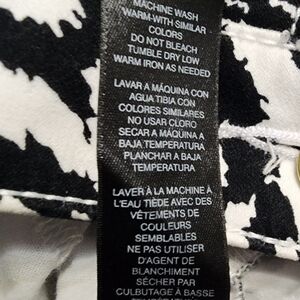 MACHINE WASH
WARM-WITH SIMILAR
COLORS
DO NOT BLEACH
TUMBLE DRY LOW
WARM IRON AS NEEDED
LAVAR A MÁQUINA CON
AGUA TIBIA CON
COLORES SIMILARES
NO USAR CLORO
SECAR A MÁQUINA A
BAJA TEMPERATURA
PLANCHAR A BAJA
TEMPERATURA
LAVER À LA MACHINE À
L'EAU TIÈDE AVEC DES
VÊTEMENTS DE
COULEURS
SEMBLABLES
NE PAS UTILISER
D'AGENT DE
BLANCHIMENT
SÉCHER PAR
CULBUTAGE À BASSE